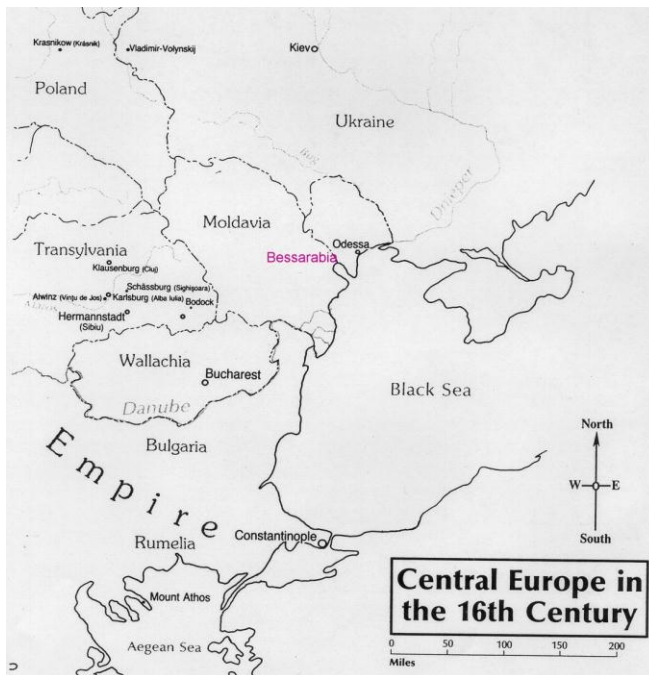 Krasnikow (Kraśnik)
Vladimir-Volynskij
Kiev
Poland
Ukraine
Bug
Dnieper
Moldavia
Odessa
Bessarabia
Transylvania
Klausenburg (Cluj)
Schässburg (Sighişoara)
Alwinz (Vinţu de Jos)
Karlsburg (Alba Iulia)
Bodock
Hermannstadt
(Sibiu)
Wallachia
Bucharest
Danube
Black Sea
Bulgaria
Empire
North
W
E
South
Constantinople
Rumelia
Mount Athos
Aegean Sea
Central Europe in
the 16th Century
0 50 100 150 200
Miles